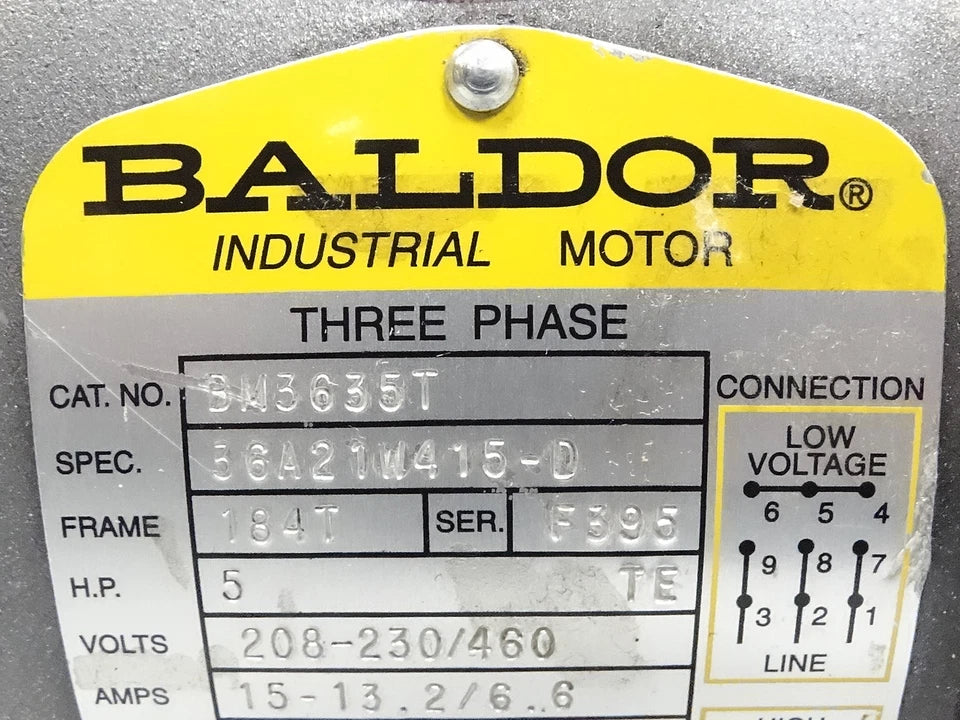 BALDOR®
INDUSTRIAL MOTOR
THREE PHASE
CAT. NO. BM3635T
SPEC. 36A21W415-D
FRAME 184T SER. F395
H.P. 5 TE
VOLTS 208-230/460
AMPS 15-13.2/6.6
CONNECTION
LOW
VOLTAGE
6 5 4
9 8 7
3 2 1
LINE
HIGH